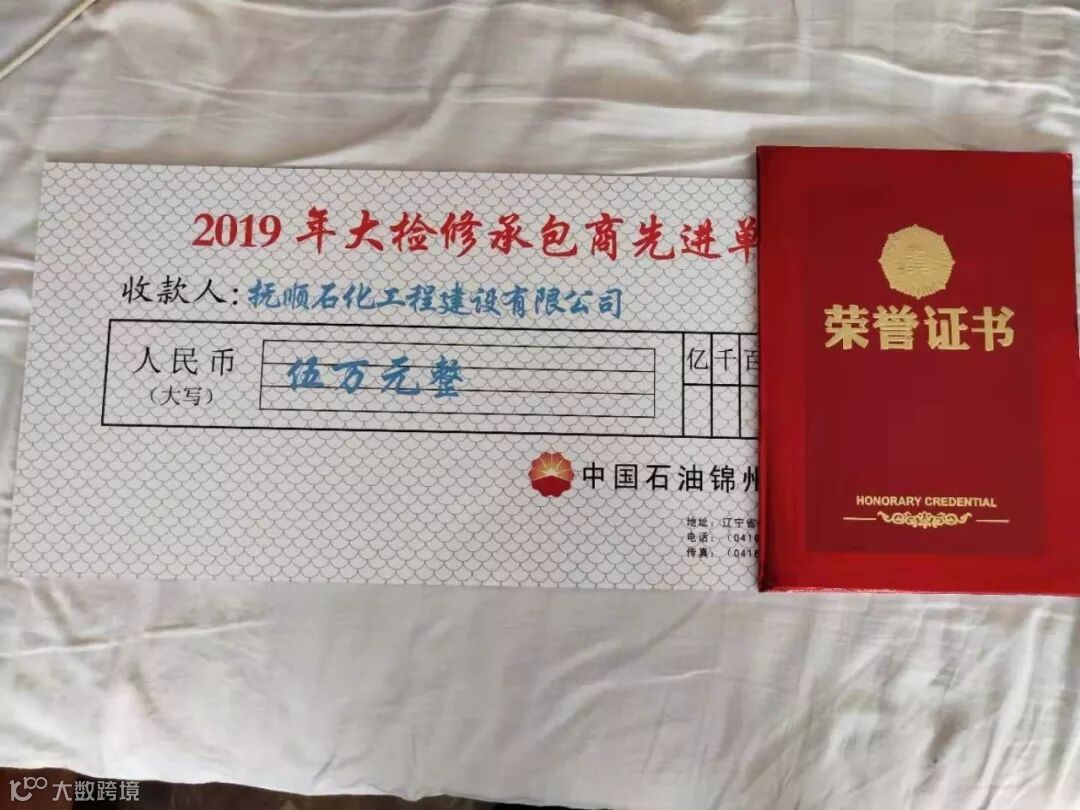 2019 年大检修承包商先进单
收款人：抚顺石化工程建设有限公司
人民币
（大写）
伍万元整
亿 千 百
中国石油锦州
地址：辽宁省
电话：（0416
传真：（0416
荣誉证书
HONORARY CREDENTIAL
大数跨境